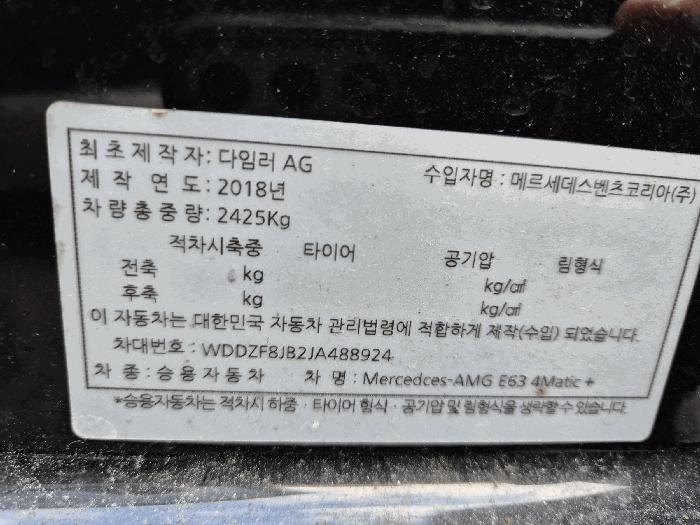 최초제작자: 다임러 AG 수입자명 : 메르세데스벤츠코리아(주)
제작연도: 2018년
차량총중량: 2425Kg
적차시축중 타이어 공기압 림형식
전축 kg kg/㎠
후축 kg kg/㎠
이 자동차는 대한민국 자동차 관리법령에 적합하게 제작(수입) 되었습니다.
차대번호 : WDDZF8JB2JA488924
차종 : 승용자동차 차명 : Mercedces-AMG E63 4Matic +
*승용자동차는 적차시 하중 · 타이어 형식 · 공기압 및 림형식을 생략할 수 있습니다.